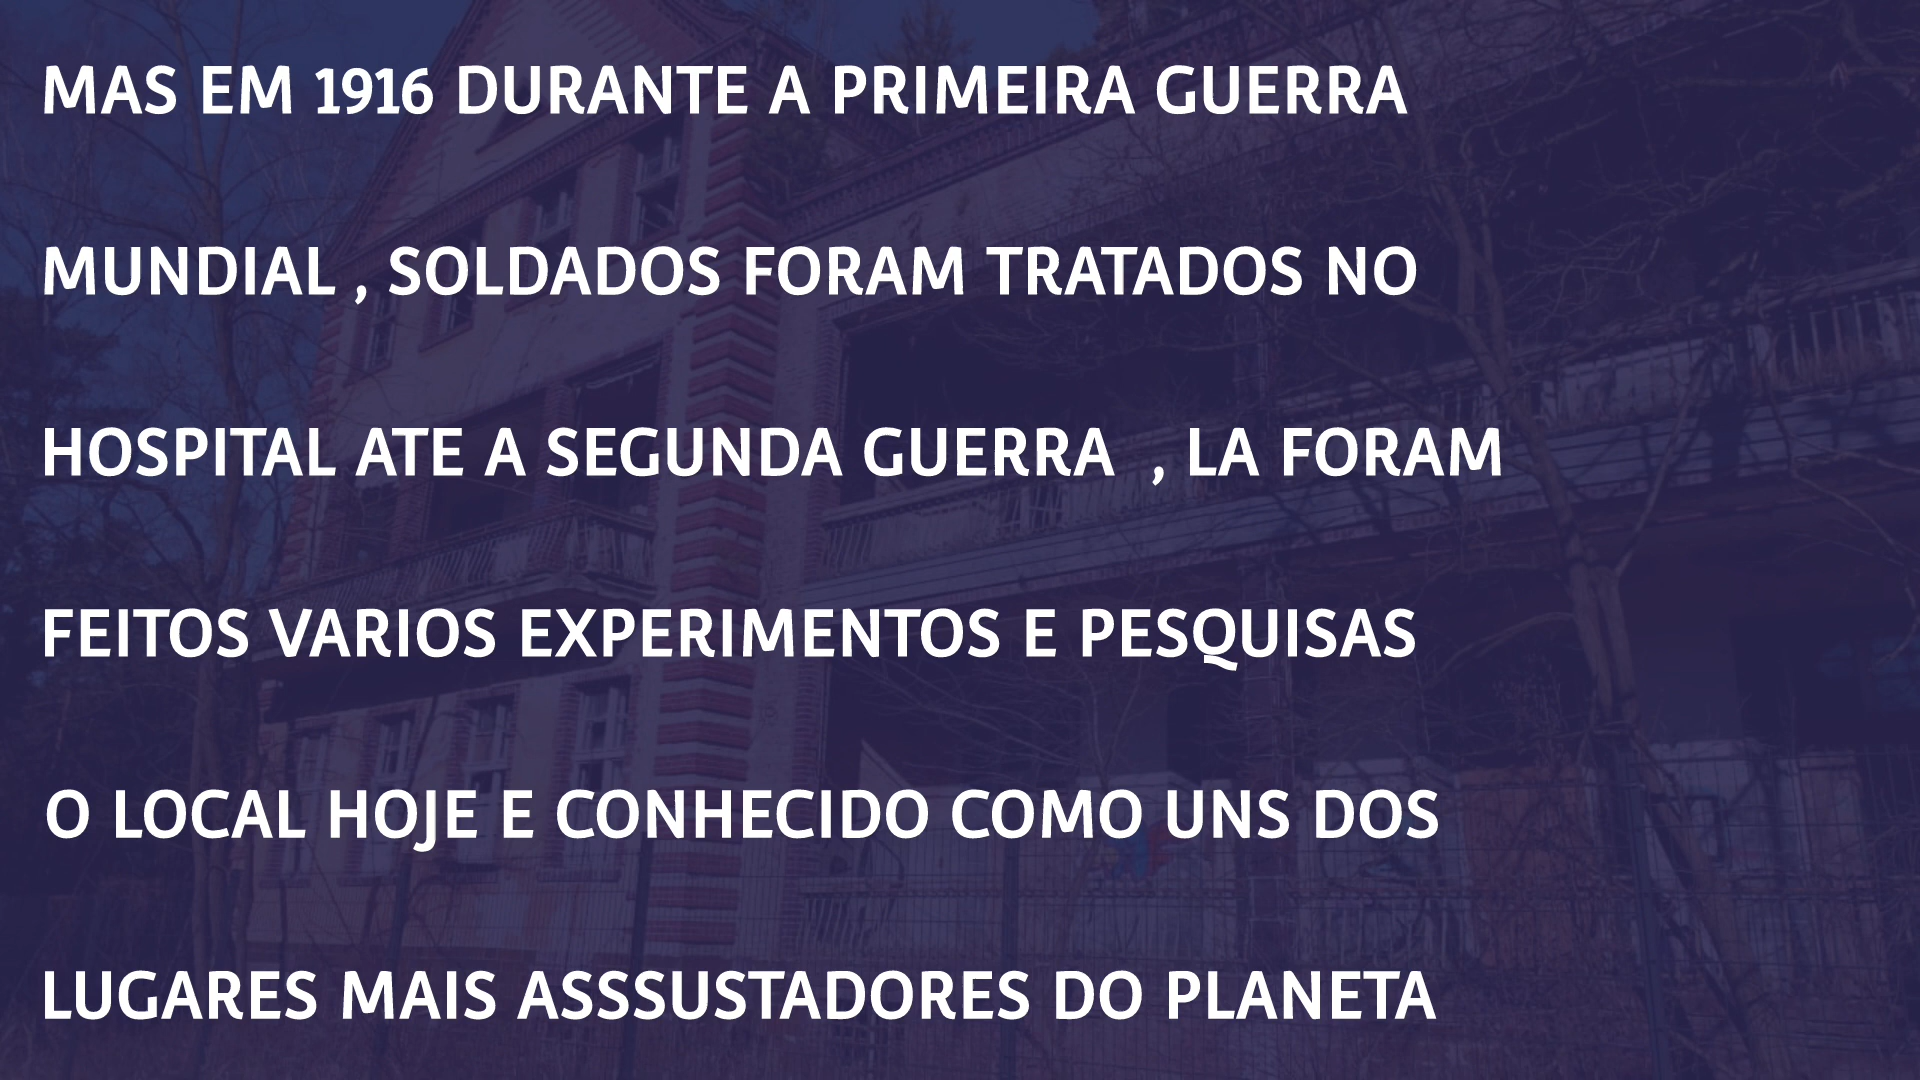 MAS EM 1916 DURANTE A PRIMEIRA GUERRA
MUNDIAL , SOLDADOS FORAM TRATADOS NO
HOSPITAL ATE A SEGUNDA GUERRA  , LA FORAM
FEITOS VARIOS EXPERIMENTOS E PESQUISAS
O LOCAL HOJE E CONHECIDO COMO UNS DOS
LUGARES MAIS ASSSUSTADORES DO PLANETA